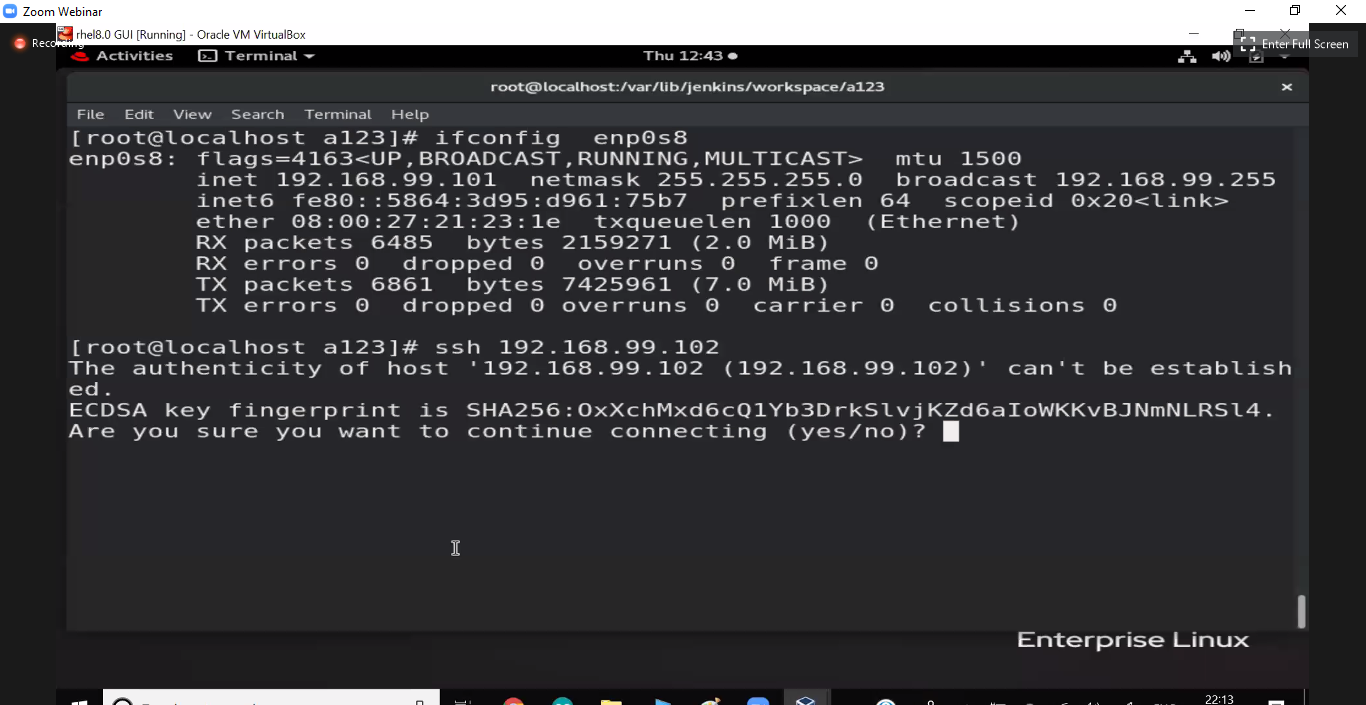 Zoom Webinar
rhel8.0 GUI [Running] - Oracle VM VirtualBox
Recording
Enter Full Screen
Activities Terminal Thu 12:43
root@localhost:/var/lib/jenkins/workspace/a123
File Edit View Search Terminal Help
[root@localhost a123]# ifconfig enp0s8
enp0s8: flags=4163<UP,BROADCAST,RUNNING,MULTICAST> mtu 1500
inet 192.168.99.101 netmask 255.255.255.0 broadcast 192.168.99.255
inet6 fe80::5864:3d95:d961:75b7 prefixlen 64 scopeid 0x20<link>
ether 08:00:27:21:23:1e txqueuelen 1000 (Ethernet)
RX packets 6485 bytes 2159271 (2.0 MiB)
RX errors 0 dropped 0 overruns 0 frame 0
TX packets 6861 bytes 7425961 (7.0 MiB)
TX errors 0 dropped 0 overruns 0 carrier 0 collisions 0
[root@localhost a123]# ssh 192.168.99.102
The authenticity of host '192.168.99.102 (192.168.99.102)' can't be establish
ed.
ECDSA key fingerprint is SHA256:OxXchMxd6cQ1Yb3DrkSlvjKZd6aIoWKKvBJNmNLRSl4.
Are you sure you want to continue connecting (yes/no)?
Enterprise Linux
22:13